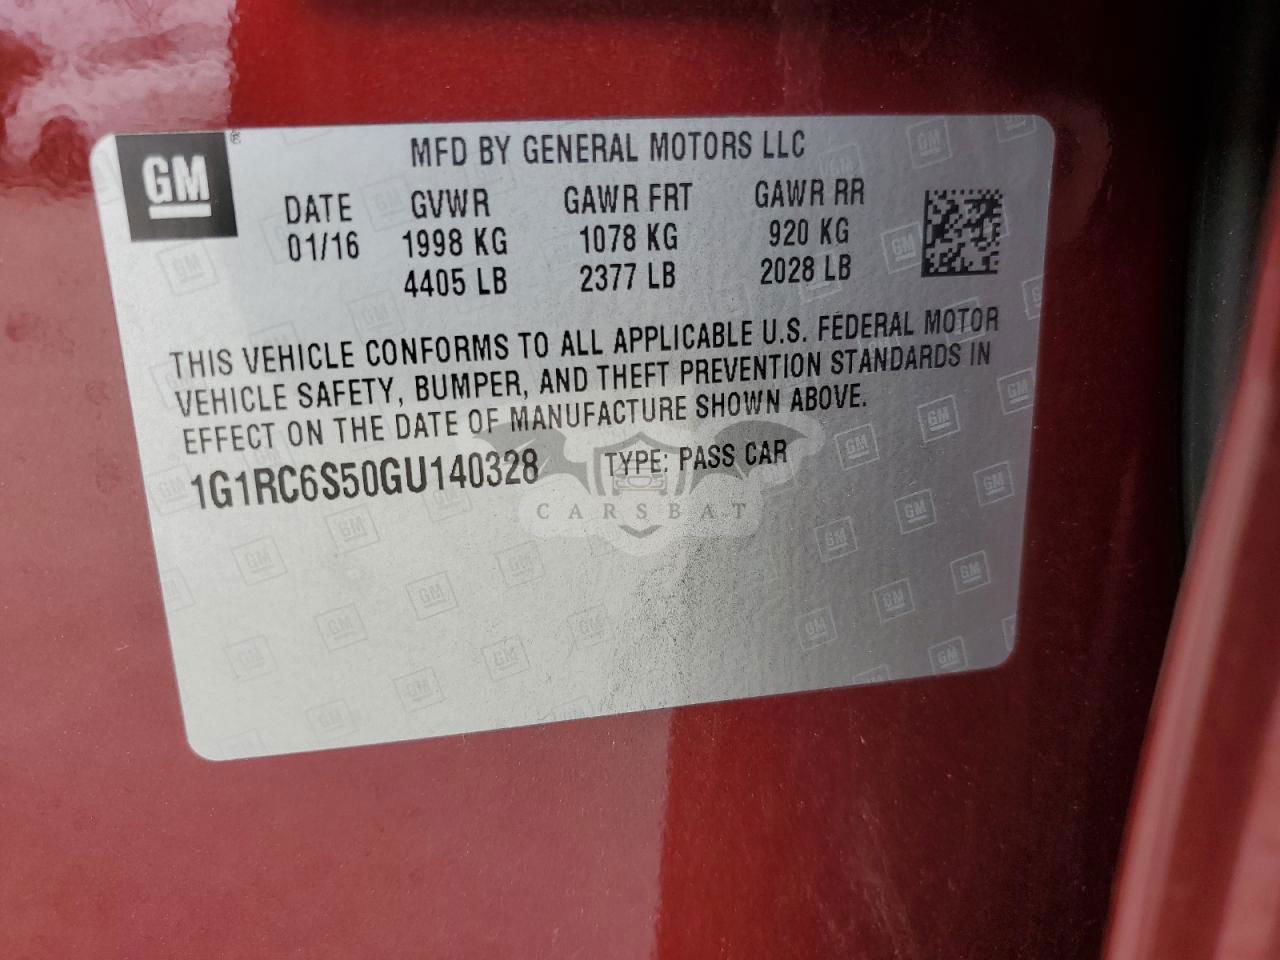 GM ®
MFD BY GENERAL MOTORS LLC
DATE GVWR GAWR FRT GAWR RR
01/16 1998 KG 1078 KG 920 KG
4405 LB 2377 LB 2028 LB
THIS VEHICLE CONFORMS TO ALL APPLICABLE U.S. FEDERAL MOTOR
VEHICLE SAFETY, BUMPER, AND THEFT PREVENTION STANDARDS IN
EFFECT ON THE DATE OF MANUFACTURE SHOWN ABOVE.
1G1RC6S50GU140328 TYPE: PASS CAR
CARSBAT